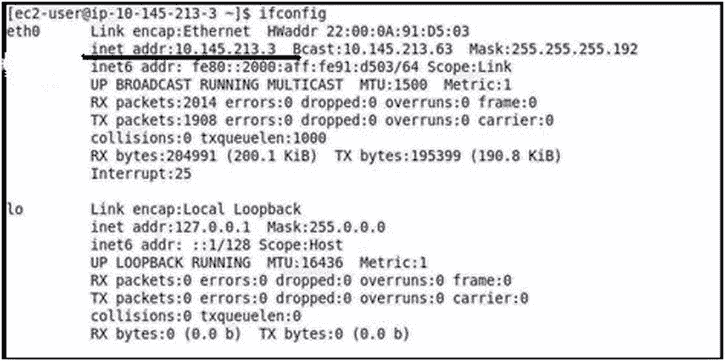 [ec2-user@ip-10-145-213-3 ~]$ ifconfig
eth0 Link encap:Ethernet HWaddr 22:00:0A:91:D5:03
inet addr:10.145.213.3 Bcast:10.145.213.63 Mask:255.255.255.192
inet6 addr: fe80::2000:aff:fe91:d503/64 Scope:Link
UP BROADCAST RUNNING MULTICAST MTU:1500 Metric:1
RX packets:2014 errors:0 dropped:0 overruns:0 frame:0
TX packets:1908 errors:0 dropped:0 overruns:0 carrier:0
collisions:0 txqueuelen:1000
RX bytes:204991 (200.1 KiB) TX bytes:195399 (190.8 KiB)
Interrupt:25
lo Link encap:Local Loopback
inet addr:127.0.0.1 Mask:255.0.0.0
inet6 addr: ::1/128 Scope:Host
UP LOOPBACK RUNNING MTU:16436 Metric:1
RX packets:0 errors:0 dropped:0 overruns:0 frame:0
TX packets:0 errors:0 dropped:0 overruns:0 carrier:0
collisions:0 txqueuelen:0
RX bytes:0 (0.0 b) TX bytes:0 (0.0 b)